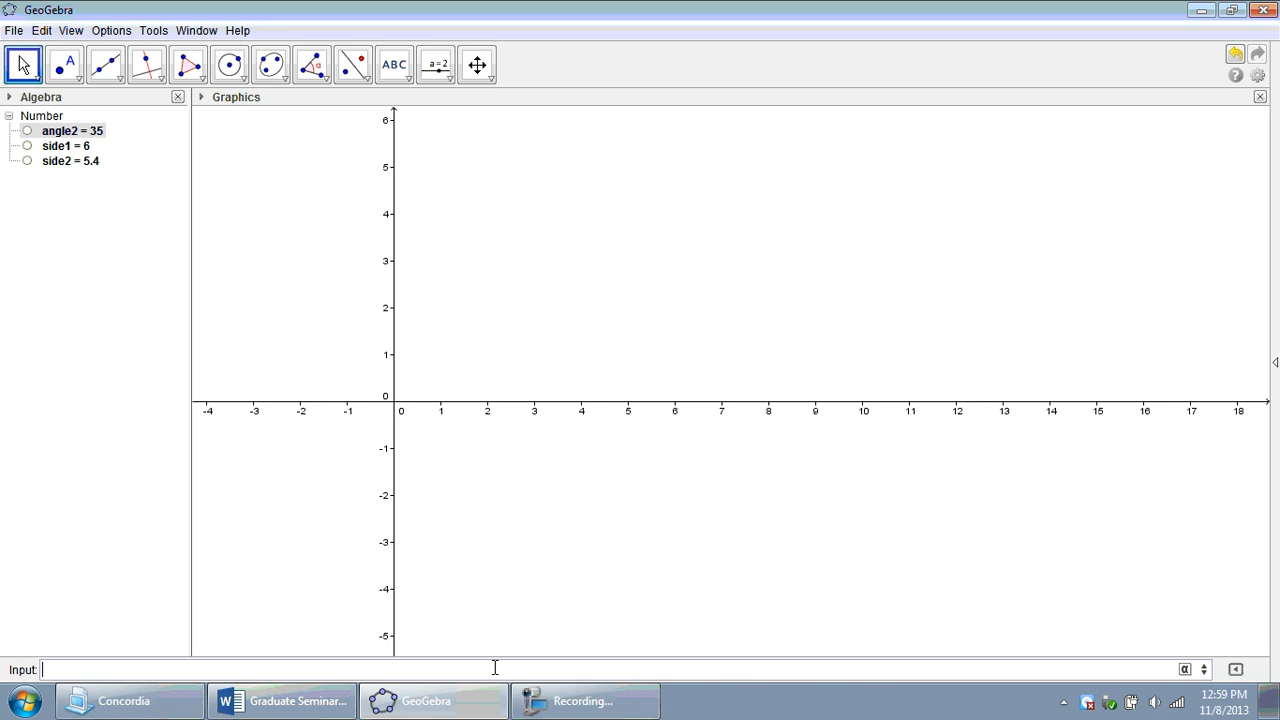 GeoGebra
File Edit View Options Tools Window Help
A ABC a=2
Algebra
Graphics
Number
angle2 = 35
side1 = 6
side2 = 5.4
6
5
4
3
2
1
0
-4 -3 -2 -1 0 1 2 3 4 5 6 7 8 9 10 11 12 13 14 15 16 17 18
-1
-2
-3
-4
-5
Input: α
Concordia Graduate Seminar... GeoGebra Recording... 12:59 PM
11/8/2013